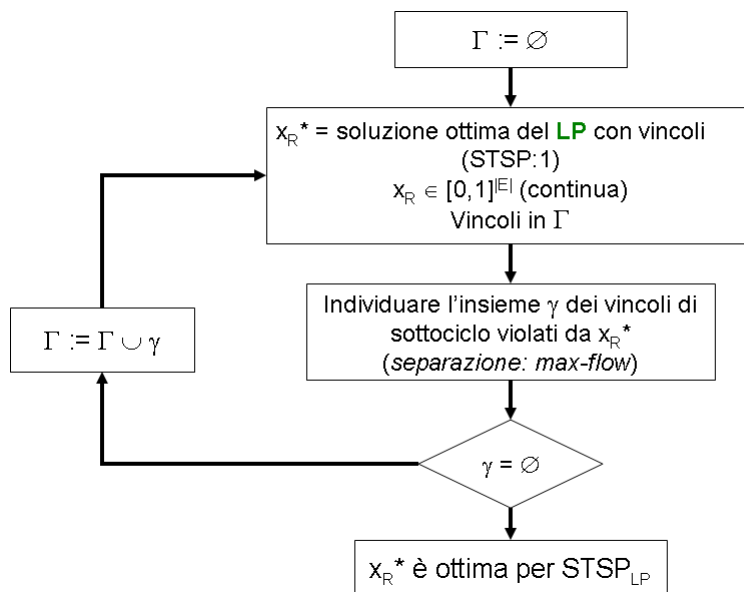 Γ := ∅
x_R* = soluzione ottima del LP con vincoli
(STSP:1)
x_R ∈ [0,1]^|E| (continua)
Vincoli in Γ
Individuare l'insieme γ dei vincoli di
sottociclo violati da x_R*
(separazione: max-flow)
Γ := Γ ∪ γ
γ = ∅
x_R* è ottima per STSP_LP